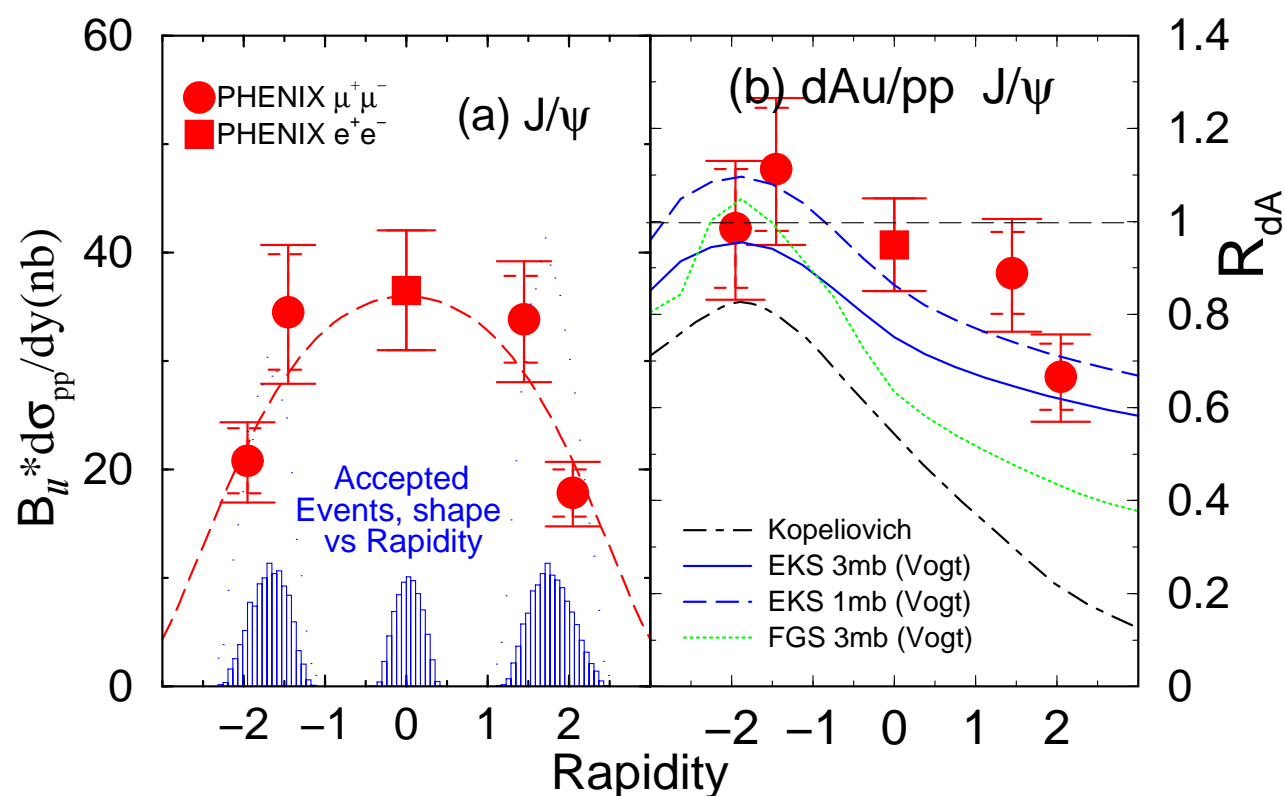 60
40
20
0
B_ll*dσ_pp/dy(nb)
PHENIX μ⁺μ⁻
PHENIX e⁺e⁻
(a) J/ψ
Accepted
Events, shape
vs Rapidity
−2 −1 0 1 2
(b) dAu/pp J/ψ
Kopeliovich
EKS 3mb (Vogt)
EKS 1mb (Vogt)
FGS 3mb (Vogt)
−2 −1 0 1 2
1.4
1.2
1
0.8
0.6
0.4
0.2
0
R_dA
Rapidity